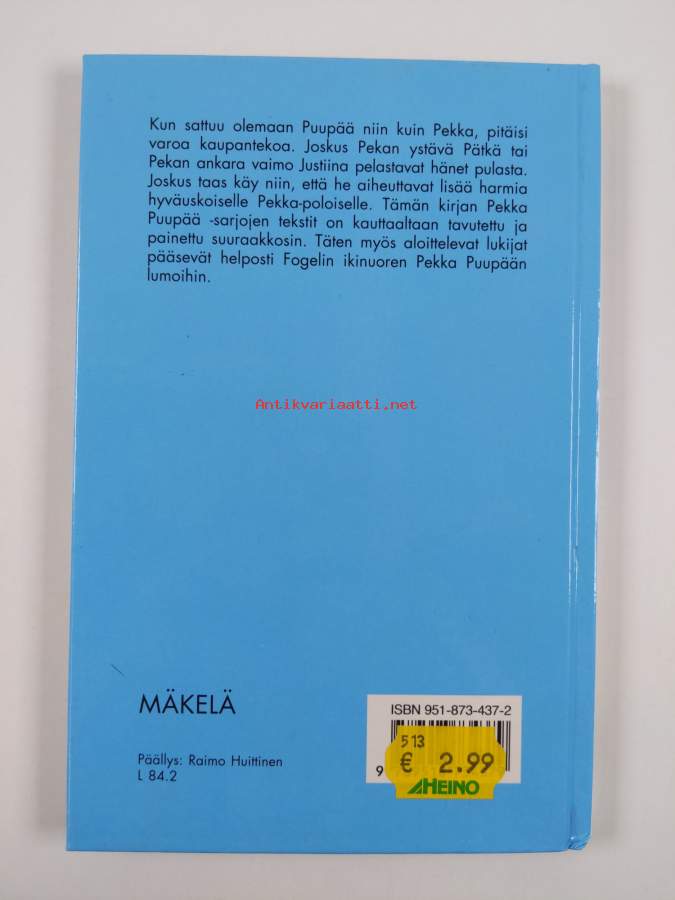 Kun sattuu olemaan Puupää niin kuin Pekka, pitäisi
varoa kaupantekoa. Joskus Pekan ystävä Pätkä tai
Pekan ankara vaimo Justiina pelastavat hänet pulasta.
Joskus taas käy niin, että he aiheuttavat lisää harmia
hyväuskoiselle Pekka-poloiselle. Tämän kirjan Pekka
Puupää -sarjojen tekstit on kauttaaltaan tavutettu ja
painettu suuraakkosin. Täten myös aloittelevat lukijat
pääsevät helposti Fogelin ikinuoren Pekka Puupään
lumoihin.
Antikvariaatti.net
MÄKELÄ
Päällys: Raimo Huittinen
L 84.2
ISBN 951-873-437-2
513
€ 2.99
HEINO
9